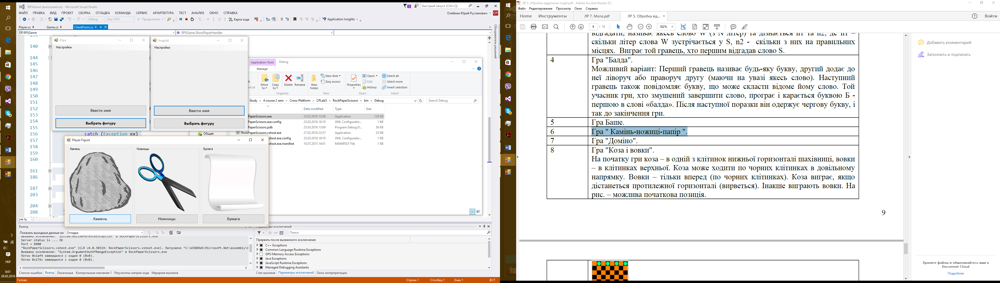 RPSGame (выполняется) - Microsoft Visual Studio
5
Быстрый запуск (Ctrl+Q)
ФАЙЛ ПРАВКА ВИД ПРОЕКТ СБОРКА ОТЛАДКА КОМАНДА СЕРВИС АРХИТЕКТУРА ТЕСТ АНАЛИЗ ОКНО СПРАВКА
Олейник Юрий Русланович
ОР
Debug Any CPU Продолжить Карта кода Application Insights
Player.cs Game.cs ClientForm.cs
RPSGame RPSGame.ShowPlayerHandler
Обозреватель решений
140
144
145
146
147
148
149
150
151
152
153
154
155
156
157
158
159
160
161
186
187
203
204
208
catch (Exception ex)
144 %
Юра
Настройки
Ввести имя
Выбрать фигуру
Андрей
Настройки
Ввести имя
Выбрать фигуру
Application Tools Debug
Manage
Move to Copy to Delete Rename
Organize
New folder
New item
Easy access
New
Properties
Open
Edit
History
Open
Select all
Select none
Invert selection
Select
Study 4 course 2 sem Cross-Platform CPLab5 RockPaperScissors bin Debug
Search Debug
Date modified Type Size
PaperScissors.exe 25.03.2016 13:09 Application 129 KB
PaperScissors.exe.config 23.03.2016 18:10 XML Configuratio... 1 KB
PaperScissors.pdb 25.03.2016 13:09 Program Debug D... 56 KB
RockPaperScissors.vshost.exe 27.03.2016 23:57 Application 23 KB
shost.exe.config 23.03.2016 18:10 XML Configuratio... 1 KB
shost.exe.manifest 10.07.2015 14:01 MANIFEST File 1 KB
Общая
Player Figure
Камень Ножницы Бумага
Камень Ножницы Бумага
Вывод
Показать выходные данные из: Отладка
Вызвано исключение: "System.NullReferenceException" в RockPaperScissors.exe
Server status is ... OK
Port = 8900
"RockPaperScissors.vshost.exe" (CLR v4.0.30319: RockPaperScissors.vshost.exe). Загружено "C:\WINDOWS\Microsoft.Net\assembly\G
Вызвано исключение: "System.ArgumentOutOfRangeException" в RockPaperScissors.exe
Поток 0x1af4 завершился с кодом 0 (0x0).
Поток 0x176c завершился с кодом 0 (0x0).
Параметры исключений
Поиск
Прервать после вызванного исключения
C++ Exceptions
Common Language Runtime Exceptions
GPU Memory Access Exceptions
Java Exceptions
JavaScript Runtime Exceptions
Managed Debugging Assistants
Список ошибок Вывод Локальные Контрольные значения 1 Результаты метрик кода Иерархия вызовов
Стек вызовов Параметры исключений Окно интерпретации
Готово Строка 1 Столбец 1 Знак 1 ВСТ
УКР
0:01
28.03.2016
ЛР 5. Обробка віддалених подій.pdf - Adobe Acrobat Reader DC
Файл Редактирование Просмотр Окно Справка
Home Инструменты ЛР 7. Mono.pdf ЛР 5. Обробка від... Войти
9 / 10 162%
відгадати, називає якесь слово W (з N літер) та дізнається n1 та n2, де n1 –
скільки літер слова W зустрічається у S, n2 - скільки з них на правильних
місцях. Виграє той гравець, хто першим відгадав слово S.
4 Гра "Балда".
Можливий варіант: Перший гравець називає будь-яку букву, другий додає до
неї ліворуч або праворуч другу (маючи на увазі якесь слово). Наступний
гравець також повідомляє букву, що може скласти відоме йому слово. Той
учасник гри, хто змушений завершити слово, програє і карається буквою Б -
першою в слові «балда». Після наступної поразки він одержує чергову букву, і
так до закінчення гри.
5 Гра Баше.
6 Гра " Камінь-ножиці-папір ".
7 Гра "Доміно".
8 Гра "Коза і вовки".
На початку гри коза – в одній з клітинок нижньої горизонталі шахівниці, вовки
– в клітинках верхньої. Коза може ходити по чорних клітинках в довільному
напрямку. Вовки – тільки вперед (по чорних клітинках). Коза виграє, якщо
дістанеться протилежної горизонталі (вирветься). Інакше виграють вовки. На
рис. – можлива початкова позиція.
9
Добавить комментарий
Заполнить и подписать
Храните файлы и обменивайтесь ими в
Document Cloud
Подробнее